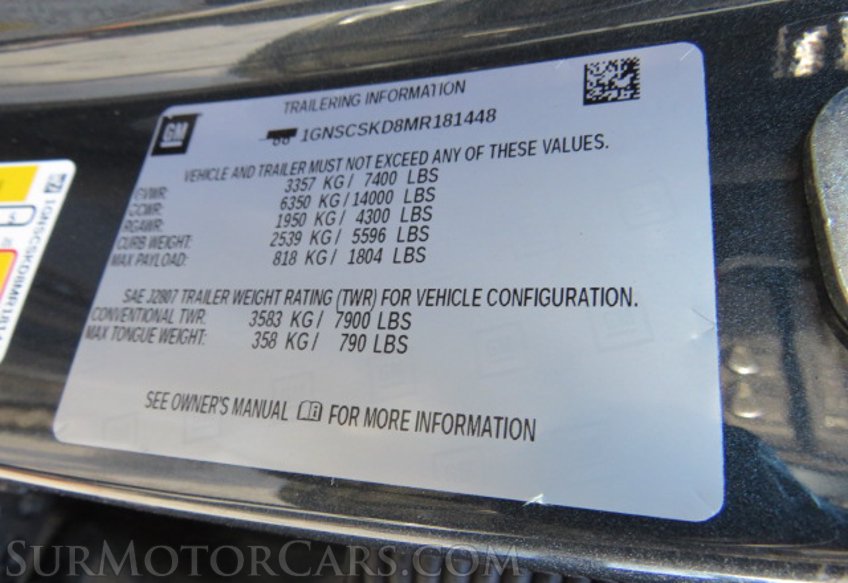 TRAILERING INFORMATION
GM
1GNSCSKD8MR181448
VEHICLE AND TRAILER MUST NOT EXCEED ANY OF THESE VALUES.
GVWR: 3357 KG / 7400 LBS
GCWR: 6350 KG / 14000 LBS
RGAWR: 1950 KG / 4300 LBS
CURB WEIGHT: 2539 KG / 5596 LBS
MAX PAYLOAD: 818 KG / 1804 LBS
SAE J2807 TRAILER WEIGHT RATING (TWR) FOR VEHICLE CONFIGURATION.
CONVENTIONAL TWR: 3583 KG / 7900 LBS
MAX TONGUE WEIGHT: 358 KG / 790 LBS
SEE OWNER'S MANUAL FOR MORE INFORMATION
1GNSCSKD8MR1814
SURMOTORCARS.COM